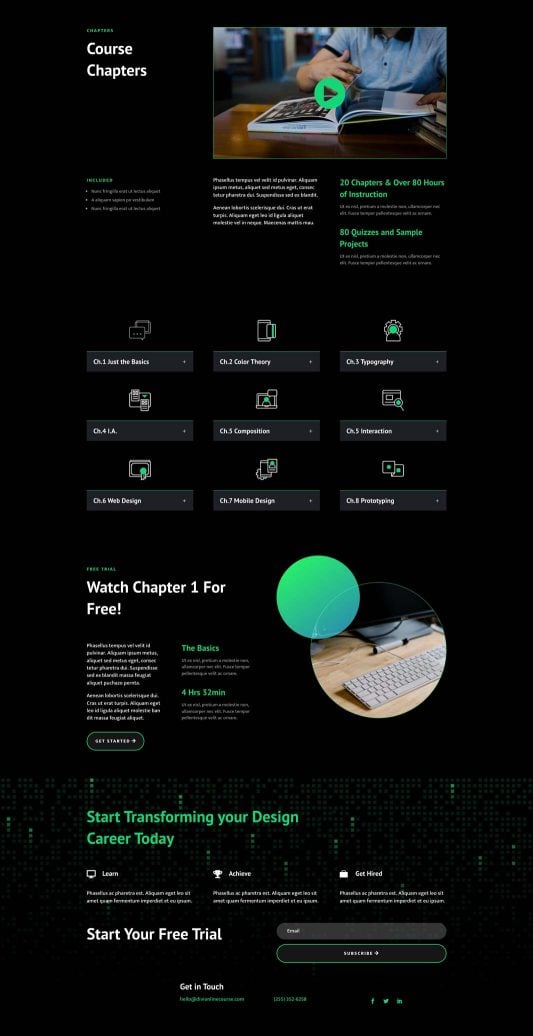 CHAPTERS
Course
Chapters
INCLUDED
Nunc fringilla erat ut lectus aliquet
A aliquam sapien po vestibulum
Nunc fringilla erat ut lectus aliquet
Phasellus tempus vel velit id pulvinar. Aliquam
ipsum metus, aliquet sed metus eget, consec
tetur pharetra dui. Suspendisse sed ex blandit.
Aenean lobortis scelerisque dui. Cras ut erat
turpis. Aliquam eget leo id ligula aliquet
molestie vel in neque. Maecenas mattis mau.
20 Chapters & Over 80 Hours
of Instruction
Ut ex nisl, pretium a molestie non, ullamcorper nec
elit. Fusce tempor pellentesque velit ac ornare.
80 Quizzes and Sample
Projects
Ut ex nisl, pretium a molestie non, ullamcorper nec
elit. Fusce tempor pellentesque velit ac ornare.
Ch.1 Just the Basics +
Ch.2 Color Theory +
Ch.3 Typography +
Ch.4 I.A. +
Ch.5 Composition +
Ch.5 Interaction +
Ch.6 Web Design +
Ch.7 Mobile Design +
Ch.8 Prototyping +
FREE TRIAL
Watch Chapter 1 For
Free!
Phasellus tempus vel velit id
pulvinar. Aliquam ipsum metus,
aliquet sed metus eget, consec
tetur pharetra dui. Suspendisse
sed ex blandit massa feugiat
aliquet
Aenean lobortis scelerisque dui.
Cras ut erat turpis. Aliquam eget
leo id ligula aliquet molestie ban
dit massa feugiat aliquet.
The Basics
Ut ex nisl, pretium a molestie non,
ullamcorper nec elit. Fusce tempor
pellentesque velit ac ornare.
4 Hrs 32min
Ut ex nisl, pretium a molestie non,
ullamcorper nec elit. Fusce tempor
pellentesque velit ac ornare.
GET STARTED →
Start Transforming your Design
Career Today
Learn
Phasellus ac pharetra est. Aliquam eget leo sit
amet quam fermentum imperdiet et eu ipsum.
Achieve
Phasellus ac pharetra est. Aliquam eget leo sit
amet quam fermentum imperdiet et eu ipsum.
Get Hired
Phasellus ac pharetra est. Aliquam eget leo sit
amet quam fermentum imperdiet et eu ipsum.
Start Your Free Trial
Email
SUBSCRIBE →
Get in Touch
hello@divionlinecourse.com
(255) 352-6258